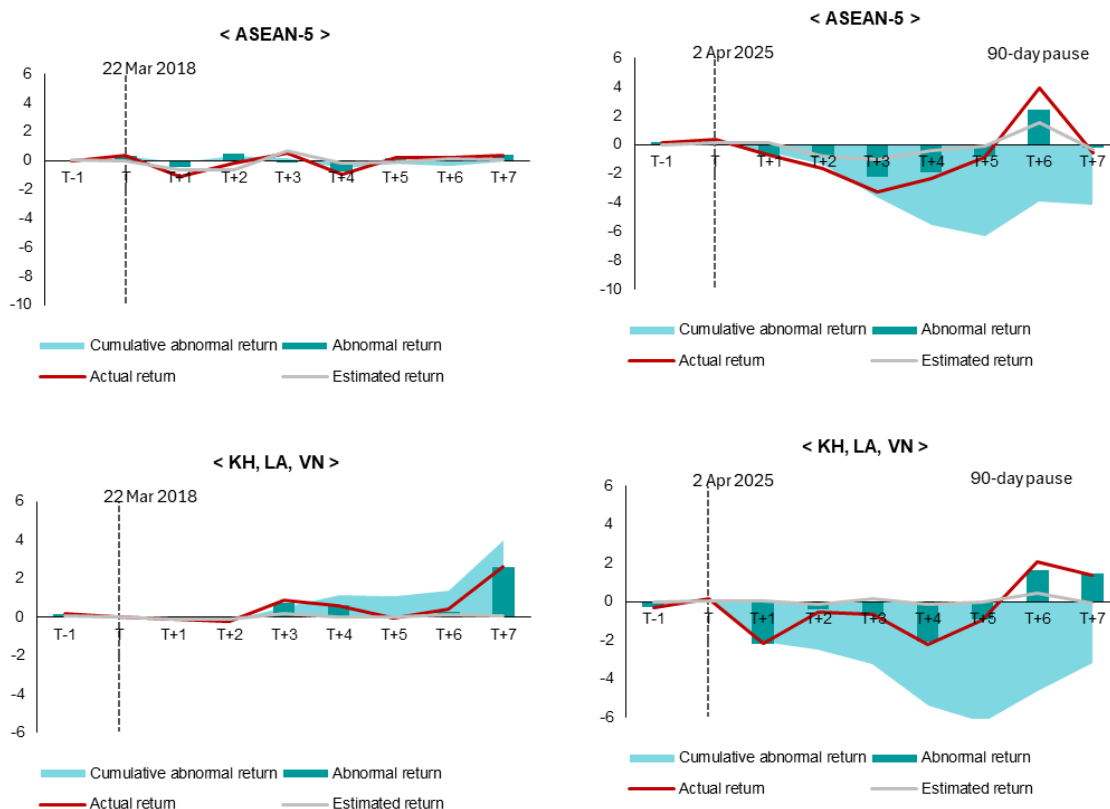 < ASEAN-5 >
22 Mar 2018
6
4
2
0
-2
-4
-6
-8
-10
T-1 T T+1 T+2 T+3 T+4 T+5 T+6 T+7
Cumulative abnormal return Abnormal return
Actual return Estimated return
< ASEAN-5 >
2 Apr 2025 90-day pause
6
4
2
0
-2
-4
-6
-8
-10
T-1 T T+1 T+2 T+3 T+4 T+5 T+6 T+7
Cumulative abnormal return Abnormal return
Actual return Estimated return
< KH, LA, VN >
22 Mar 2018
6
4
2
0
-2
-4
-6
T-1 T T+1 T+2 T+3 T+4 T+5 T+6 T+7
Cumulative abnormal return Abnormal return
Actual return Estimated return
< KH, LA, VN >
2 Apr 2025 90-day pause
6
4
2
0
-2
-4
-6
T-1 T T+1 T+2 T+3 T+4 T+5 T+6 T+7
Cumulative abnormal return Abnormal return
Actual return Estimated return